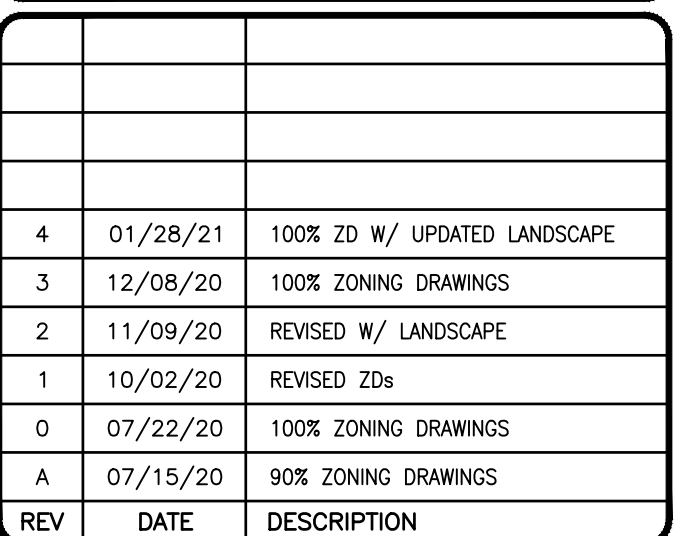 4 01/28/21 100% ZD W/ UPDATED LANDSCAPE
3 12/08/20 100% ZONING DRAWINGS
2 11/09/20 REVISED W/ LANDSCAPE
1 10/02/20 REVISED ZDs
0 07/22/20 100% ZONING DRAWINGS
A 07/15/20 90% ZONING DRAWINGS
REV DATE DESCRIPTION